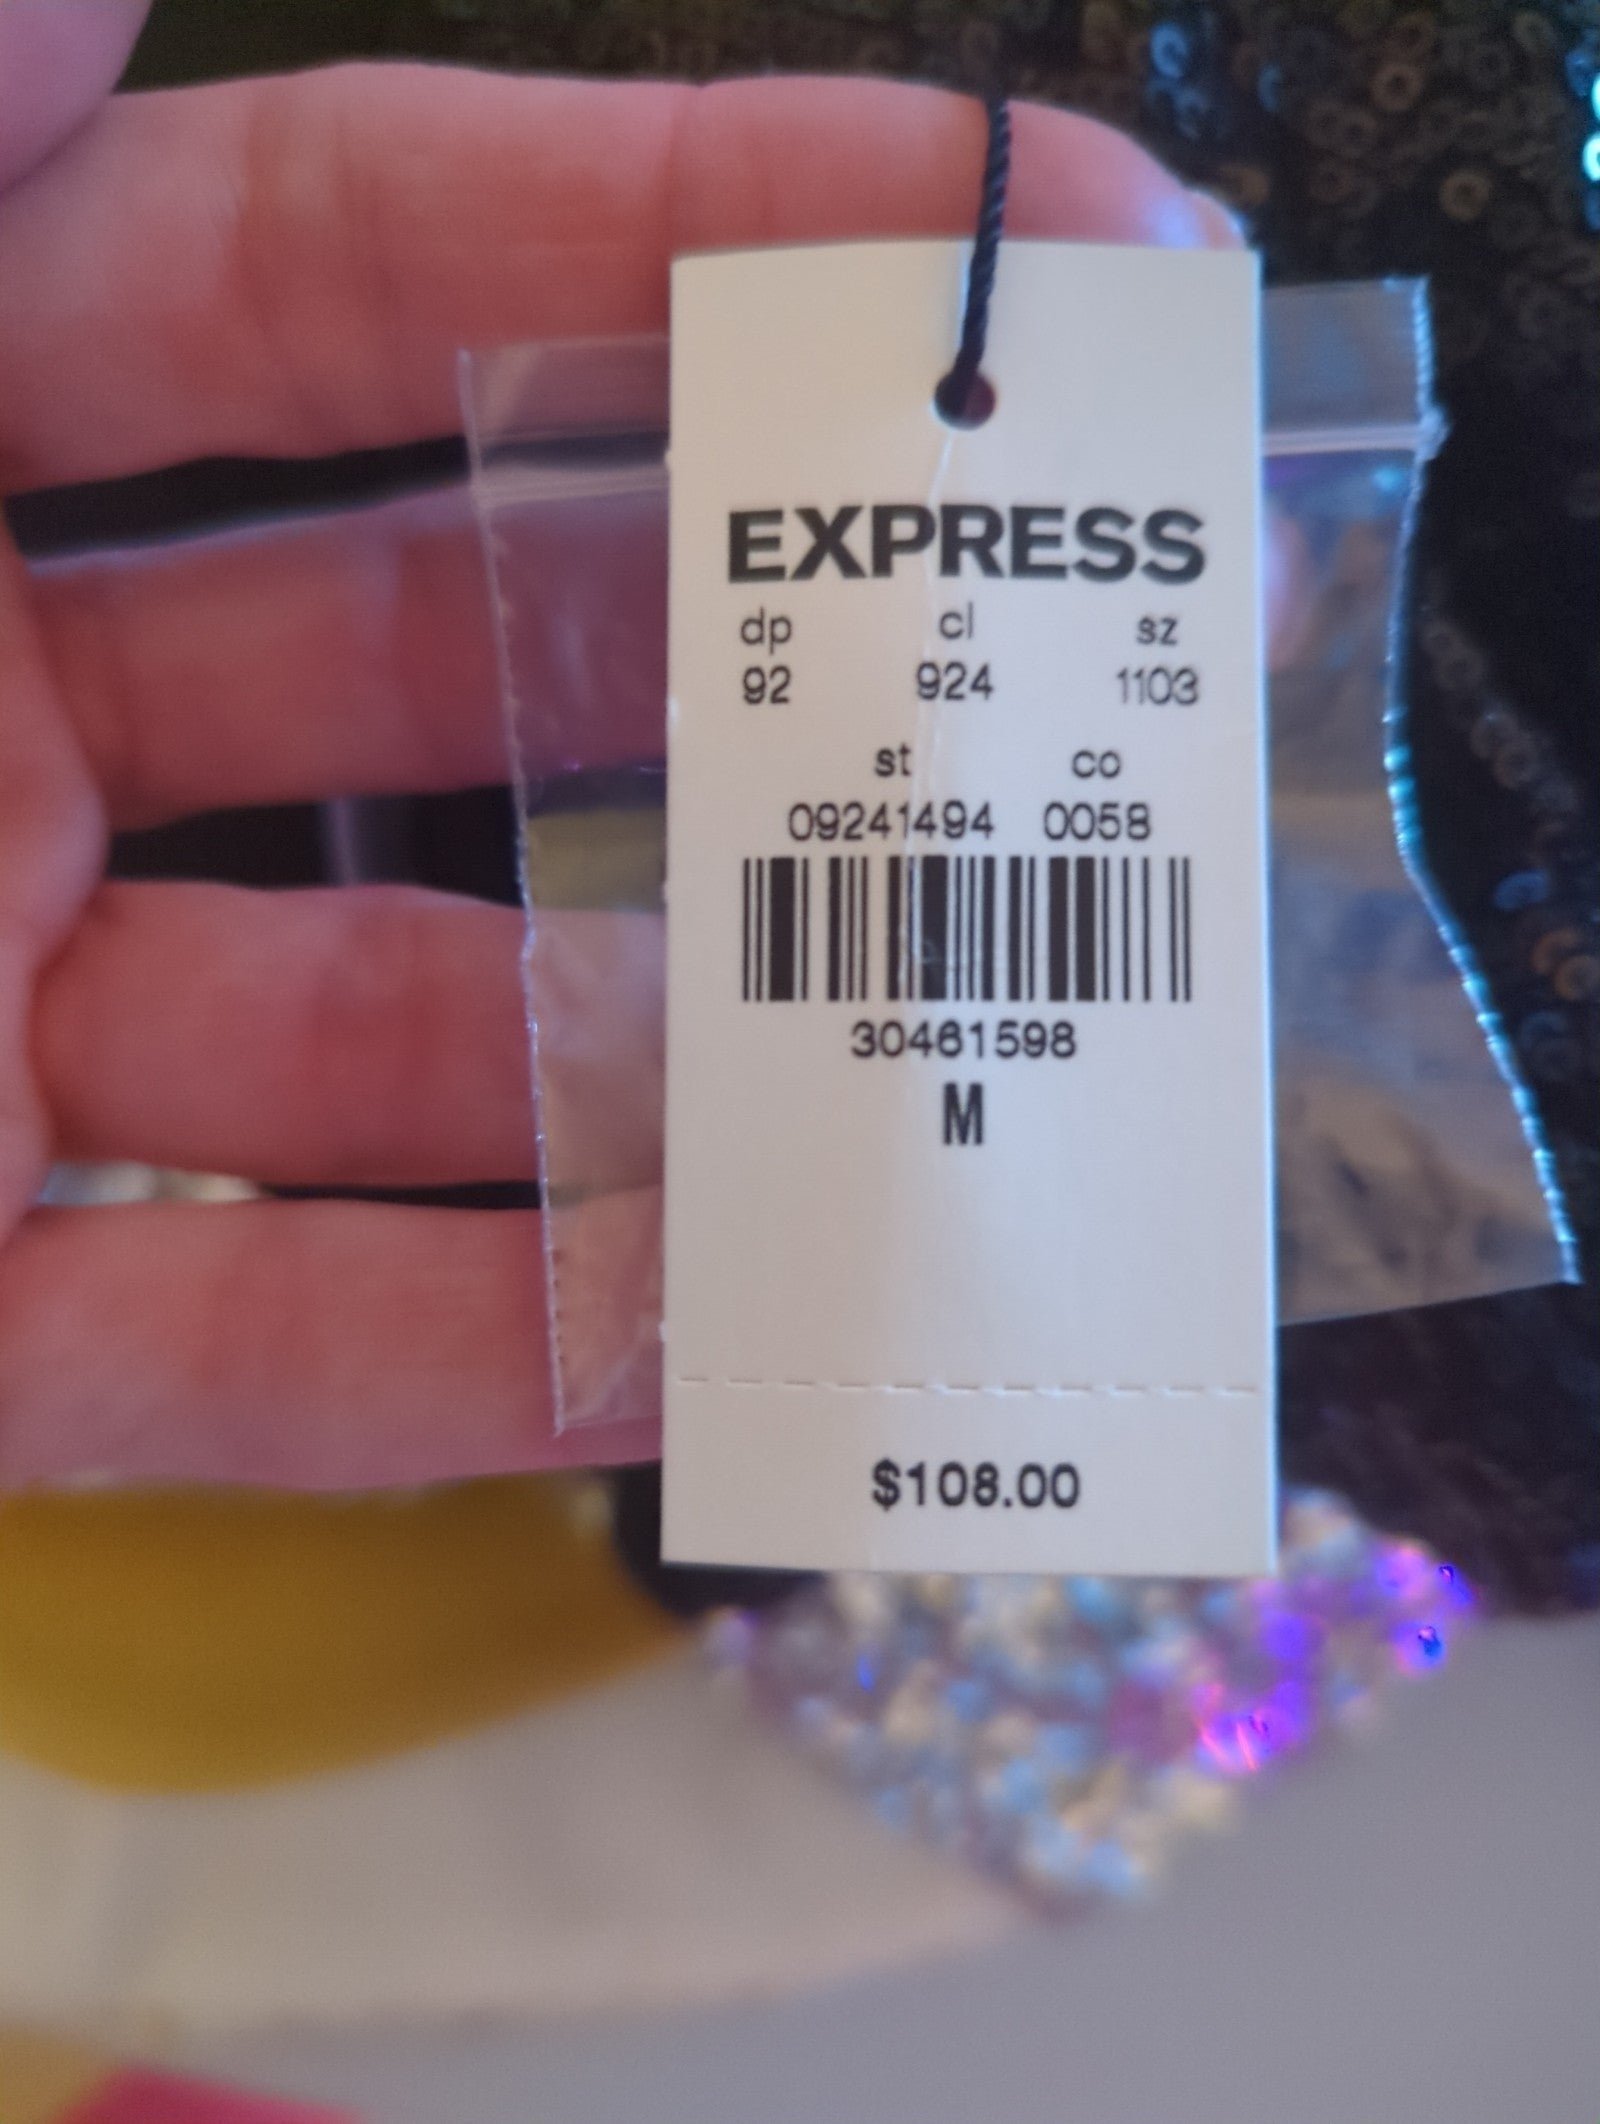 EXPRESS
dp cl sz
92 924 1103
st co
09241494 0058
30461598
M
$108.00